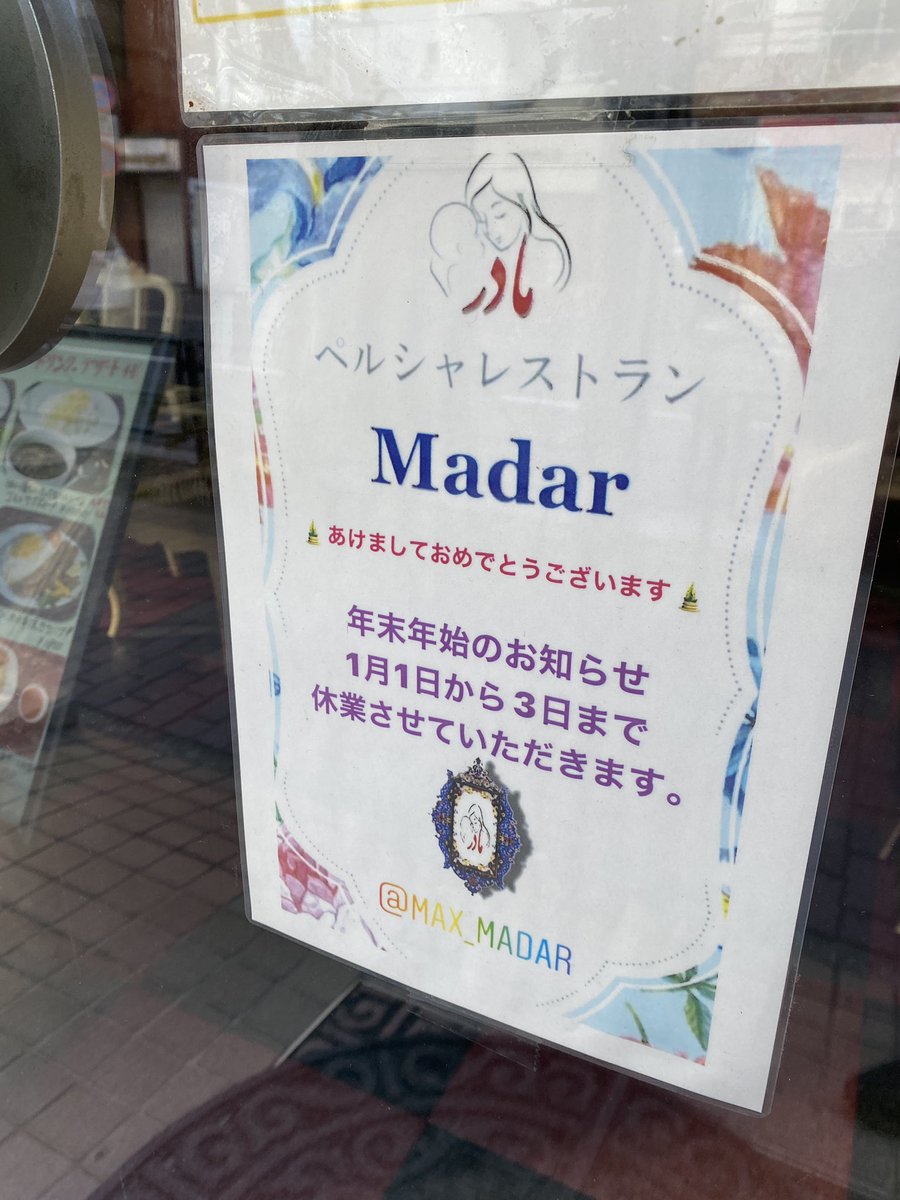 مادر
ペルシャレストラン
Madar
あけましておめでとうございます
年末年始のお知らせ
1月1日から3日まで
休業させていただきます。
مادر
@MAX_MADAR